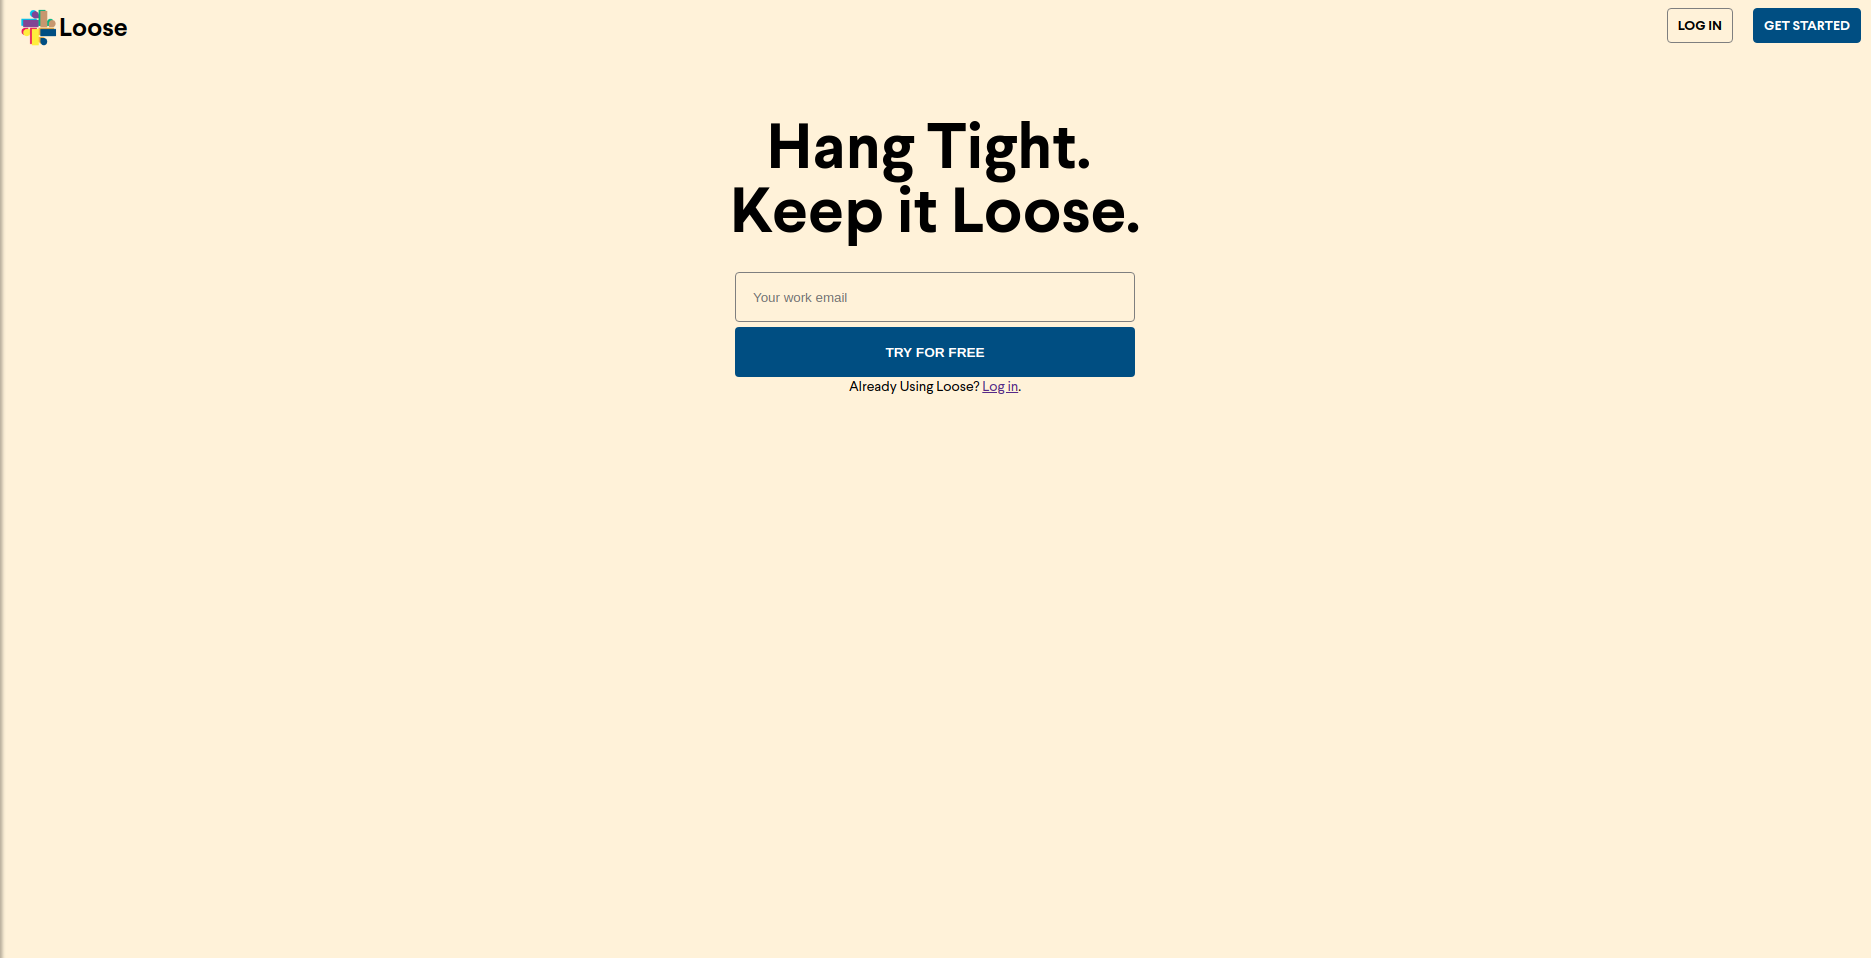 Loose
LOG IN
GET STARTED
Hang Tight.
Keep it Loose.
Your work email
TRY FOR FREE
Already Using Loose? Log in.